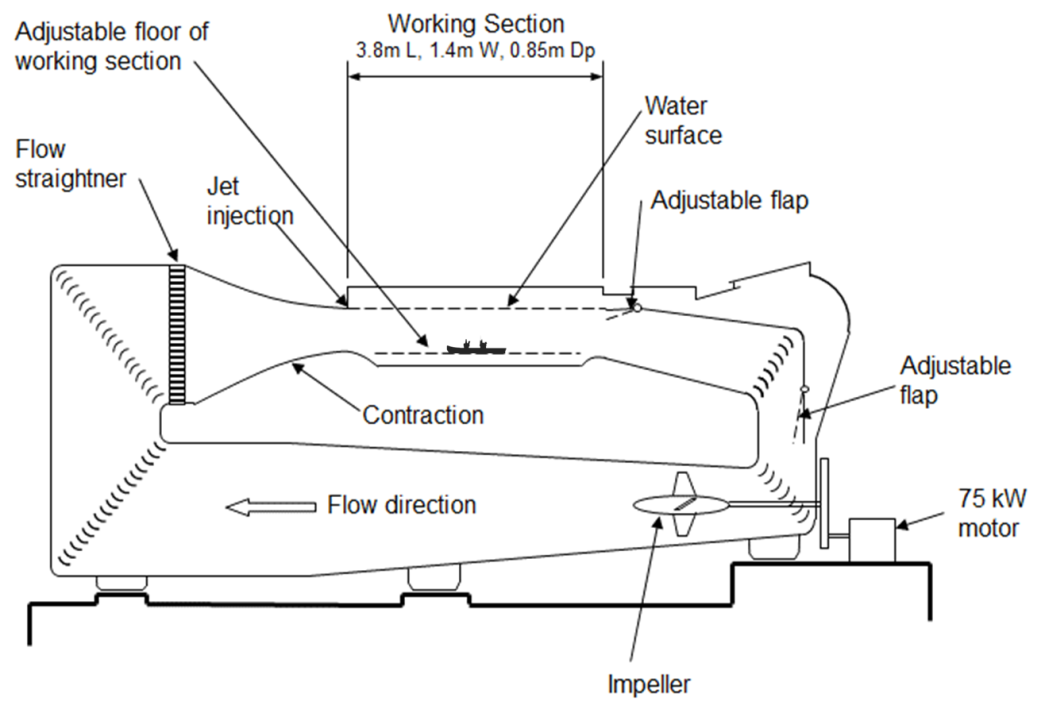 Adjustable floor of
working section
Working Section
3.8m L, 1.4m W, 0.85m Dp
Water
surface
Flow
straightner
Jet
injection
Adjustable flap
Adjustable
flap
Contraction
Flow direction
75 kW
motor
Impeller